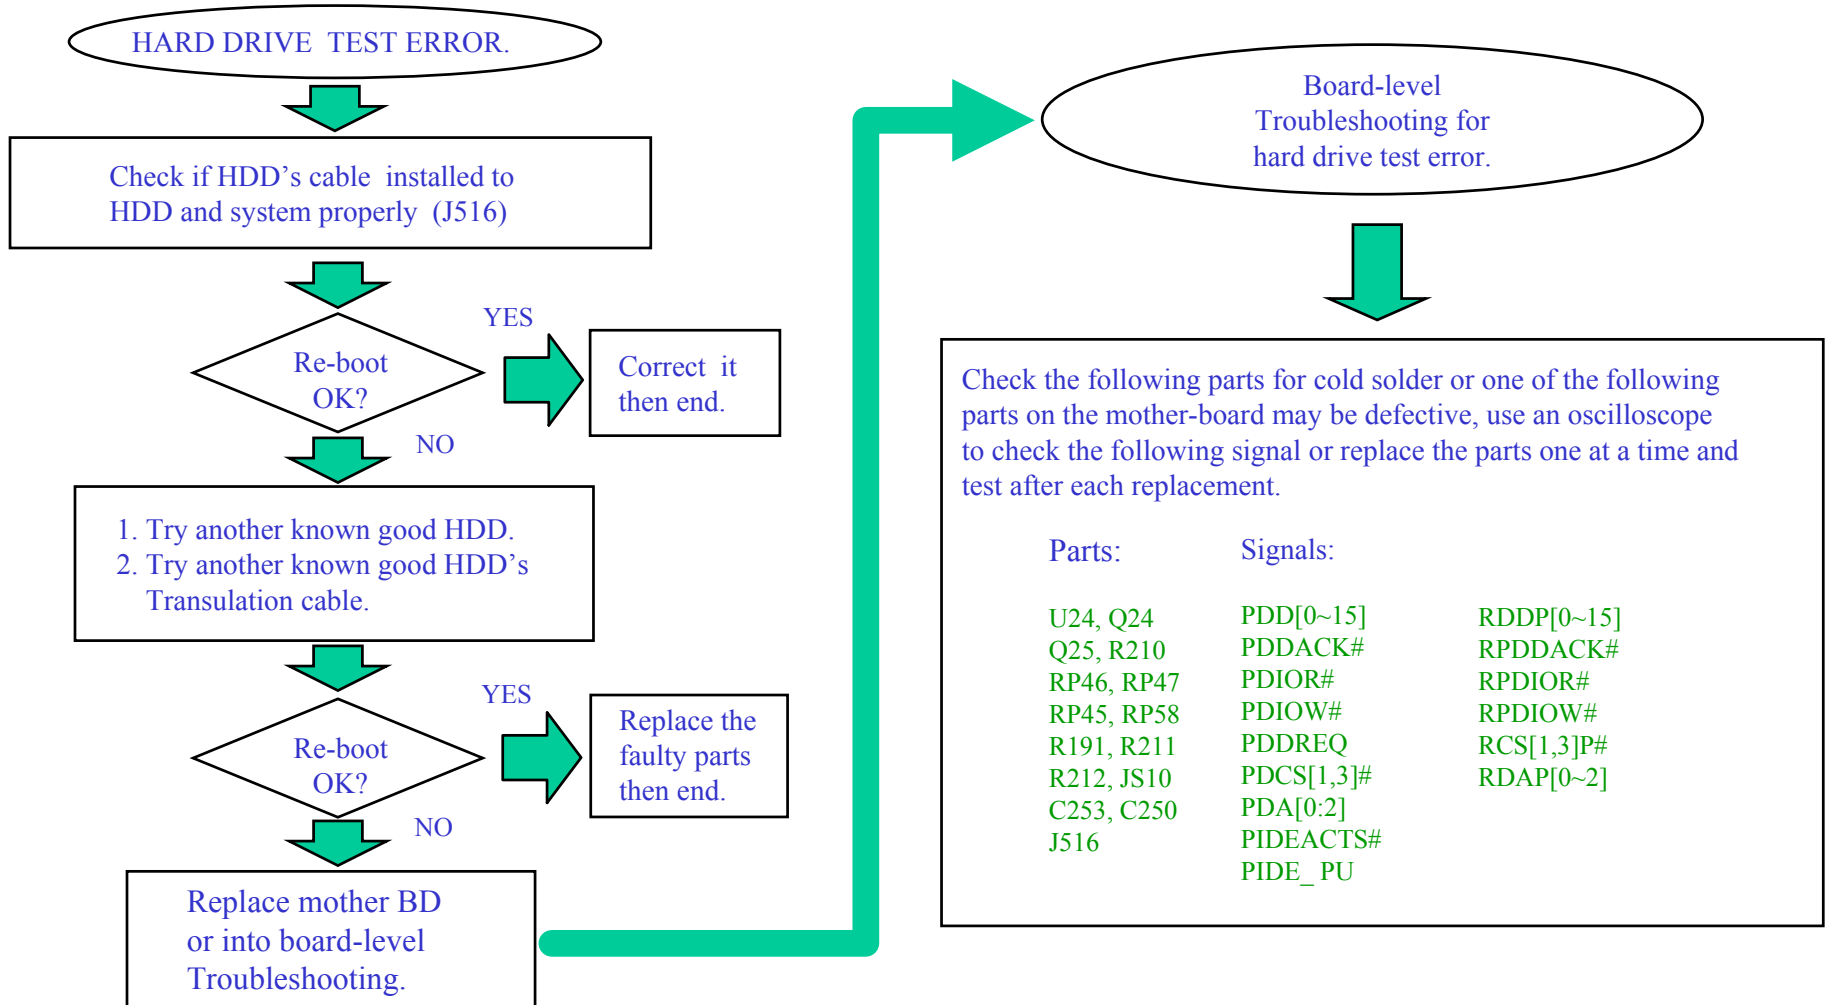 HARD DRIVE TEST ERROR.
Check if HDD's cable installed to
HDD and system properly (J516)
Re-boot
OK?
YES
Correct it
then end.
NO
1. Try another known good HDD.
2. Try another known good HDD's
Transulation cable.
Re-boot
OK?
YES
Replace the
faulty parts
then end.
NO
Replace mother BD
or into board-level
Troubleshooting.
Board-level
Troubleshooting for
hard drive test error.
Check the following parts for cold solder or one of the following
parts on the mother-board may be defective, use an oscilloscope
to check the following signal or replace the parts one at a time and
test after each replacement.
Parts:
U24, Q24
Q25, R210
RP46, RP47
RP45, RP58
R191, R211
R212, JS10
C253, C250
J516
Signals:
PDD[0~15]
PDDACK#
PDIOR#
PDIOW#
PDDREQ
PDCS[1,3]#
PDA[0:2]
PIDEACTS#
PIDE_ PU
RDDP[0~15]
RPDDACK#
RPDIOR#
RPDIOW#
RCS[1,3]P#
RDAP[0~2]